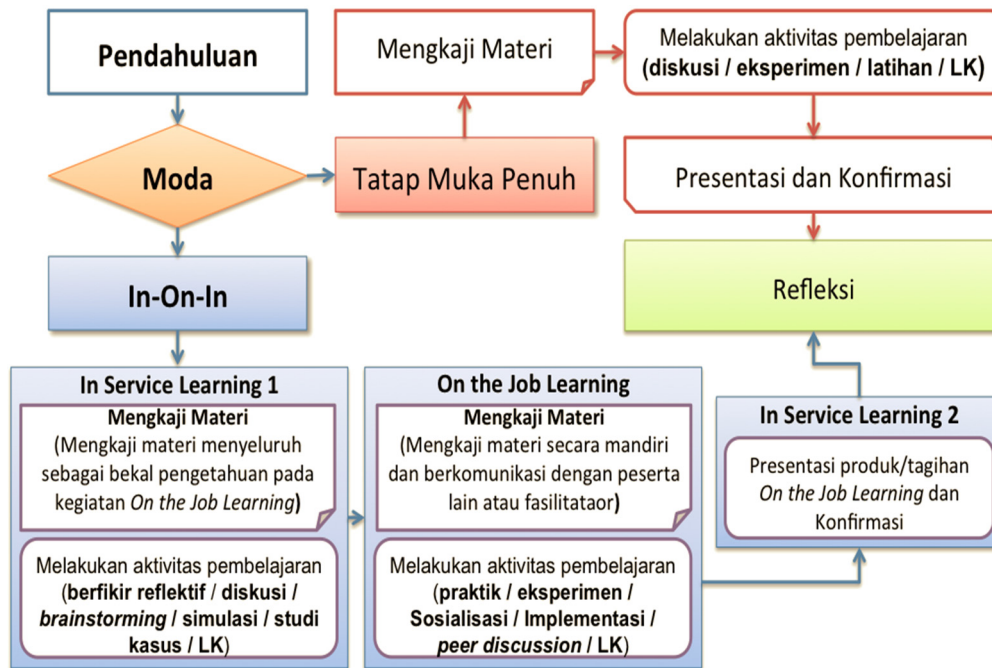 Pendahuluan
Moda
Tatap Muka Penuh
Mengkaji Materi
Melakukan aktivitas pembelajaran
(diskusi / eksperimen / latihan / LK)
Presentasi dan Konfirmasi
Refleksi
In-On-In
In Service Learning 1
Mengkaji Materi
(Mengkaji materi menyeluruh
sebagai bekal pengetahuan pada
kegiatan On the Job Learning)
Melakukan aktivitas pembelajaran
(berfikir reflektif / diskusi /
brainstorming / simulasi / studi
kasus / LK)
On the Job Learning
Mengkaji Materi
(Mengkaji materi secara mandiri
dan berkomunikasi dengan peserta
lain atau fasilitataor)
Melakukan aktivitas pembelajaran
(praktik / eksperimen /
Sosialisasi / Implementasi /
peer discussion / LK)
In Service Learning 2
Presentasi produk/tagihan
On the Job Learning dan
Konfirmasi